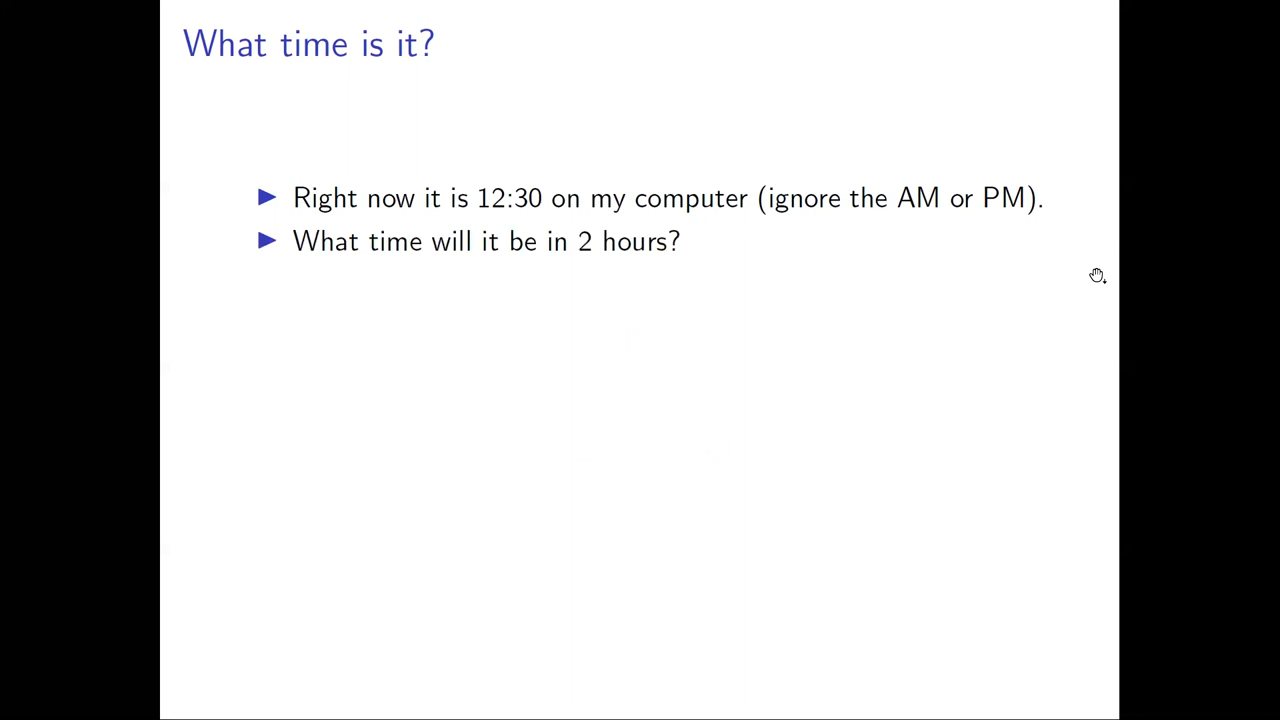 What time is it?
▶ Right now it is 12:30 on my computer (ignore the AM or PM).
▶ What time will it be in 2 hours?